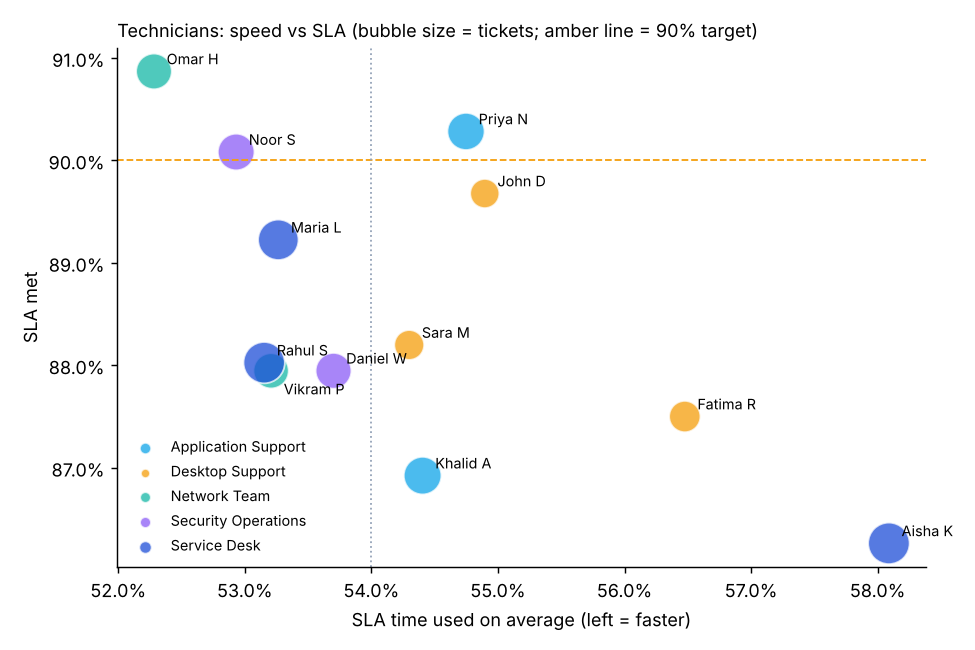 Technicians: speed vs SLA (bubble size = tickets; amber line = 90% target)
91.0%
90.0%
89.0%
88.0%
87.0%
SLA met
Omar H
Priya N
Noor S
John D
Maria L
Sara M
Rahul S
Daniel W
Vikram P
Fatima R
Khalid A
Aisha K
Application Support
Desktop Support
Network Team
Security Operations
Service Desk
52.0% 53.0% 54.0% 55.0% 56.0% 57.0% 58.0%
SLA time used on average (left = faster)